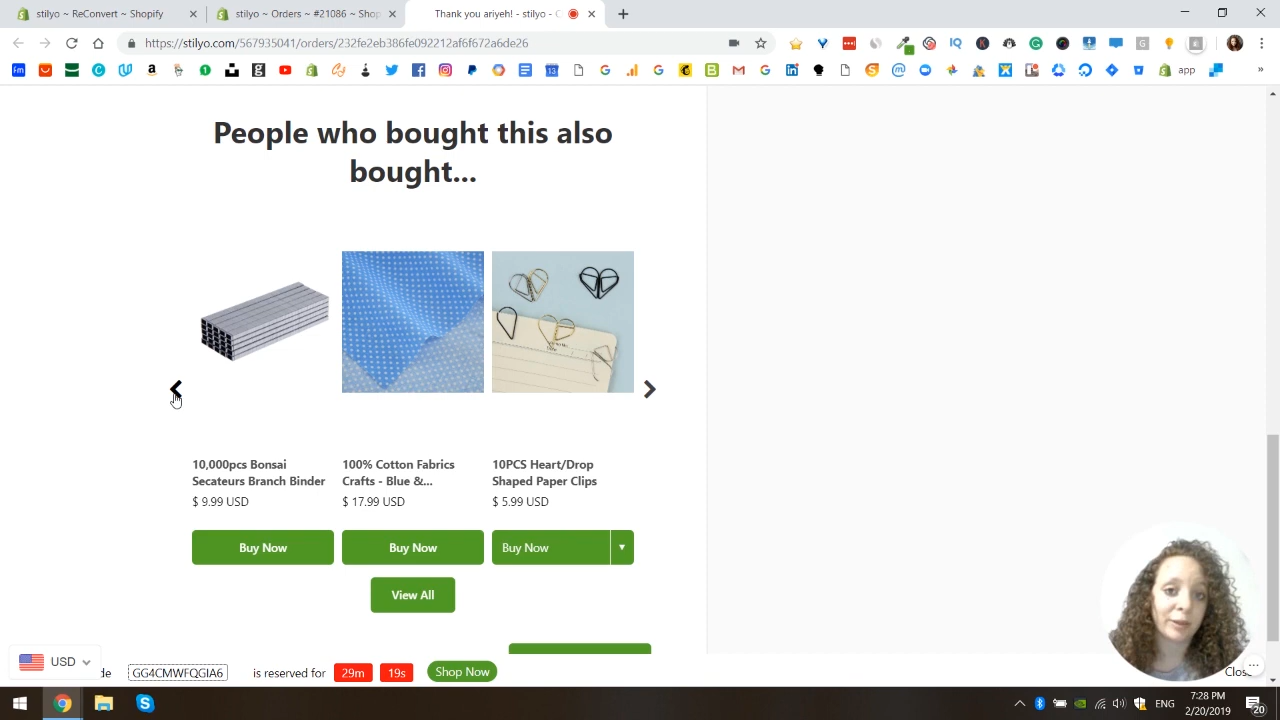 stilyo ~ ReConvert ~ Shopify
stilyo ~ Orders ~ #21086 ~ Shop
Thank you ariyeh! - stilyo - C
https://stilyo.com/567935041/orders/232fe2eb386fe092212af6f672a6de26
app
People who bought this also
bought...
10,000pcs Bonsai
Secateurs Branch Binder
$ 9.99 USD
Buy Now
100% Cotton Fabrics
Crafts - Blue &...
$ 17.99 USD
Buy Now
10PCS Heart/Drop
Shaped Paper Clips
$ 5.99 USD
Buy Now
View All
USD
de
GG4CMWFQGIA6
is reserved for
29m
19s
Shop Now
Close
ENG
7:28 PM
2/20/2019
20